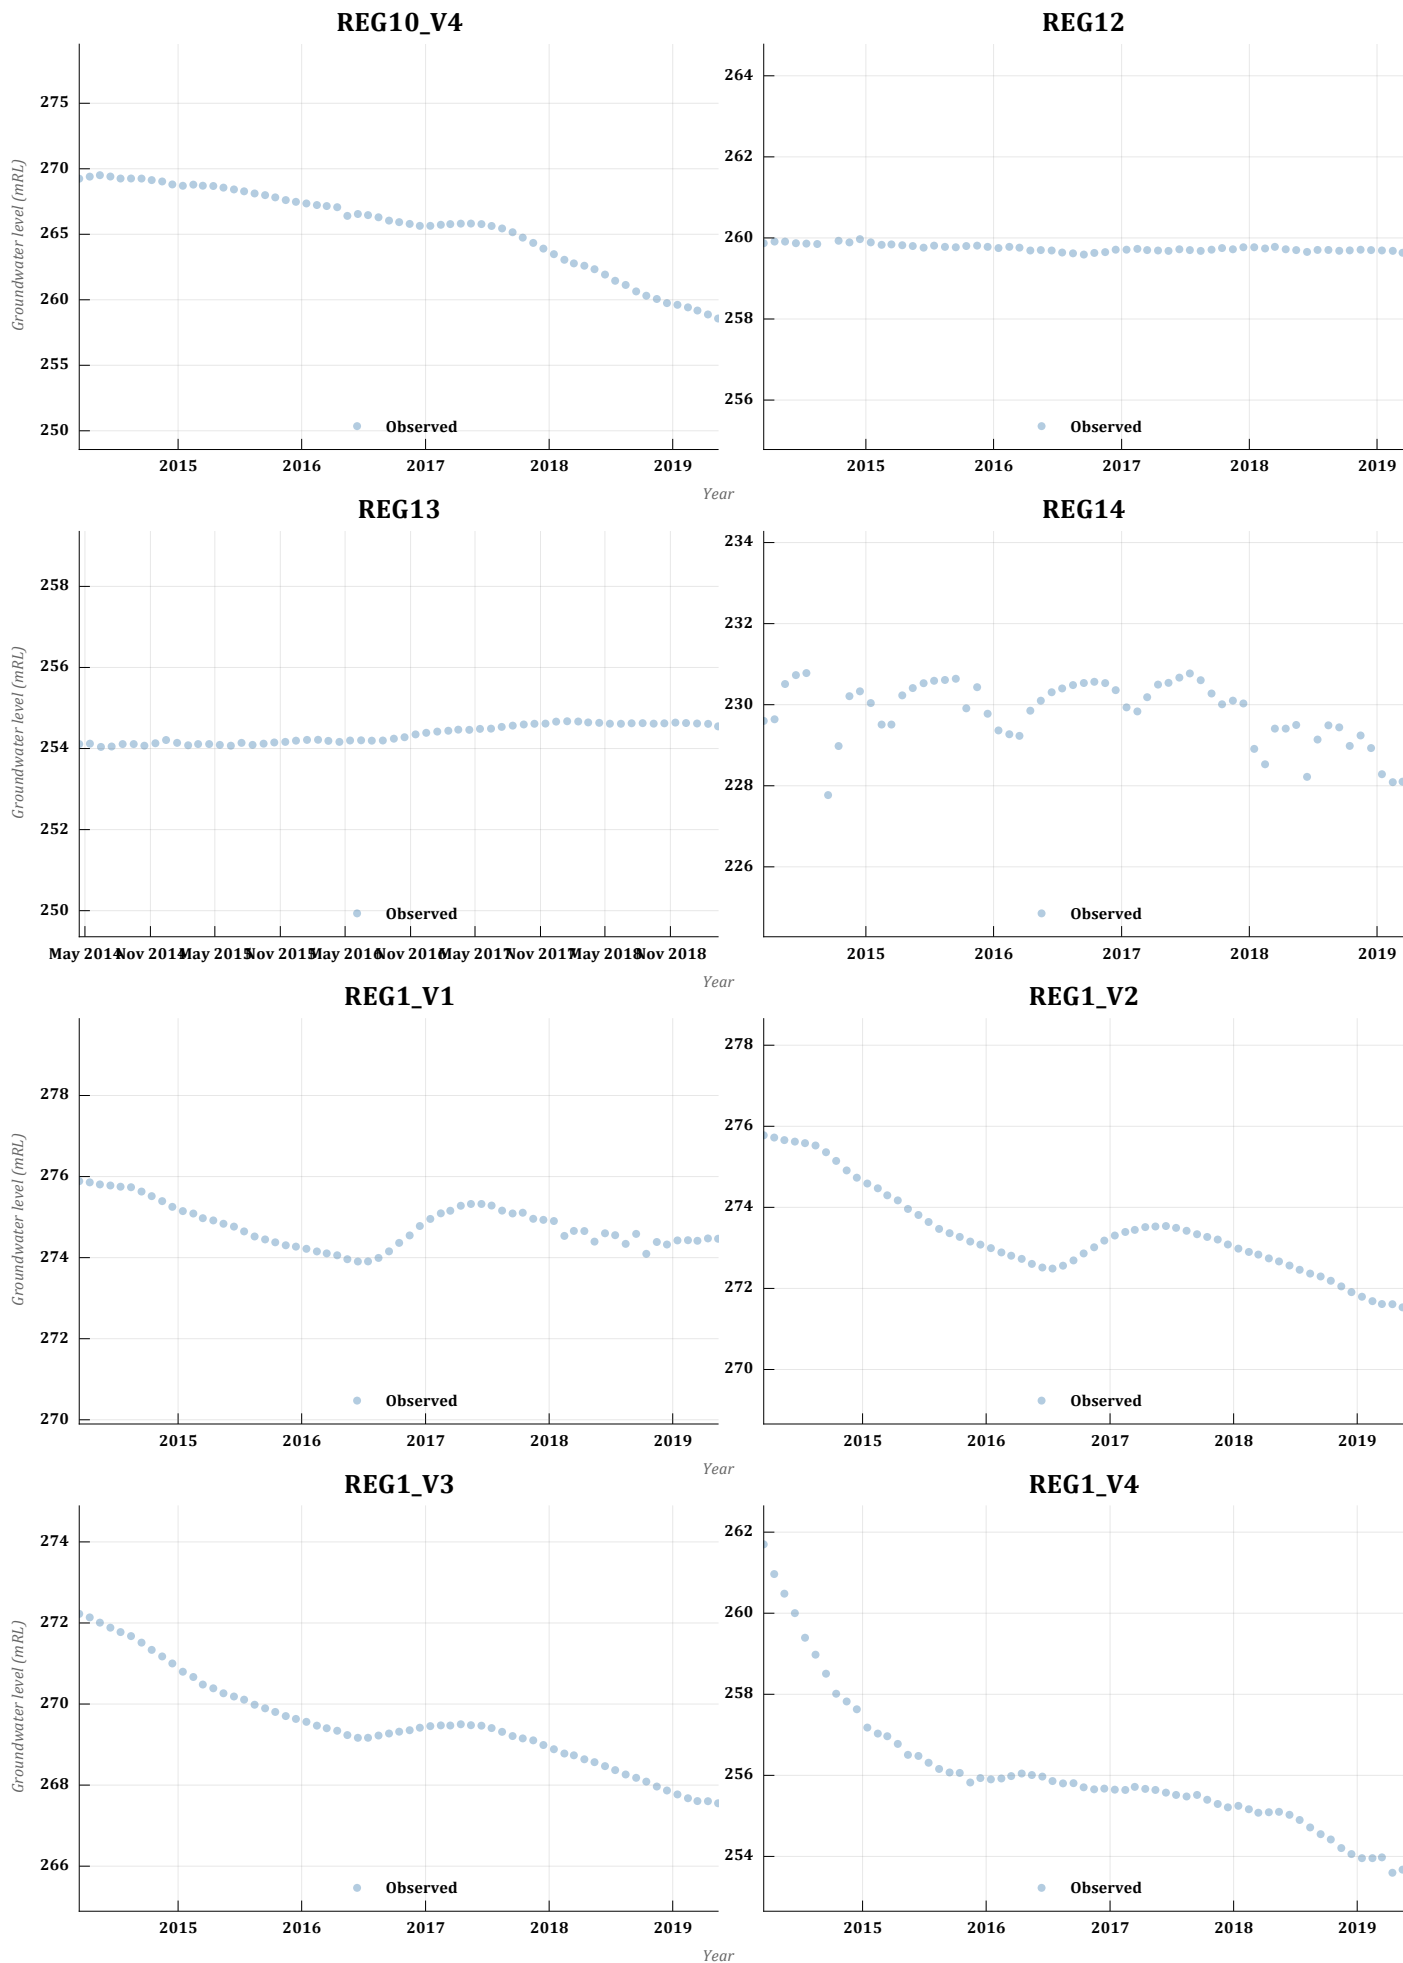 REG10_V4
REG12
275
270
265
260
255
250
Groundwater level (mRL)
Observed
2015 2016 2017 2018 2019
264
262
260
258
256
Observed
2015 2016 2017 2018 2019
Year
REG13
REG14
258
256
254
252
250
Groundwater level (mRL)
Observed
May 2014 Nov 2014 May 2015 Nov 2015 May 2016 Nov 2016 May 2017 Nov 2017 May 2018 Nov 2018
234
232
230
228
226
Observed
2015 2016 2017 2018 2019
Year
REG1_V1
REG1_V2
278
276
274
272
270
Groundwater level (mRL)
Observed
2015 2016 2017 2018 2019
278
276
274
272
270
Observed
2015 2016 2017 2018 2019
Year
REG1_V3
REG1_V4
274
272
270
268
266
Groundwater level (mRL)
Observed
2015 2016 2017 2018 2019
262
260
258
256
254
Observed
2015 2016 2017 2018 2019
Year